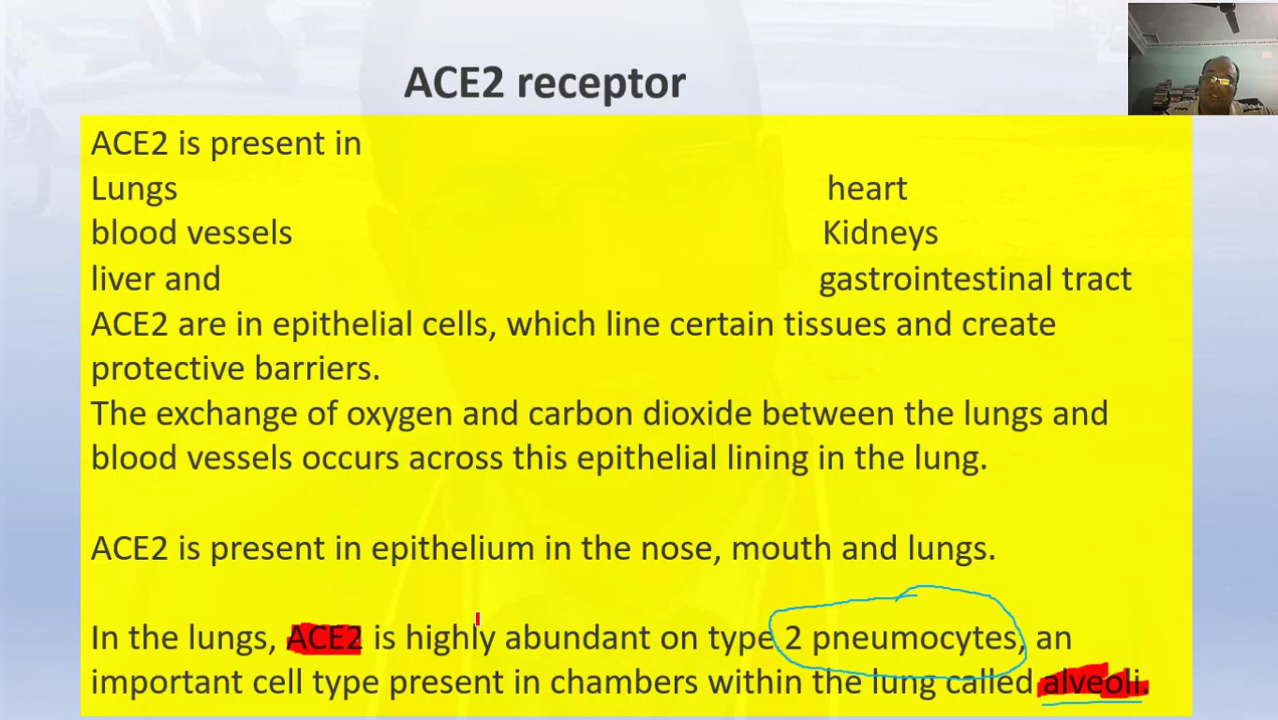 ACE2 receptor
ACE2 is present in
Lungs heart
blood vessels Kidneys
liver and gastrointestinal tract
ACE2 are in epithelial cells, which line certain tissues and create
protective barriers.
The exchange of oxygen and carbon dioxide between the lungs and
blood vessels occurs across this epithelial lining in the lung.
ACE2 is present in epithelium in the nose, mouth and lungs.
In the lungs, ACE2 is highly abundant on type 2 pneumocytes, an
important cell type present in chambers within the lung called alveoli.